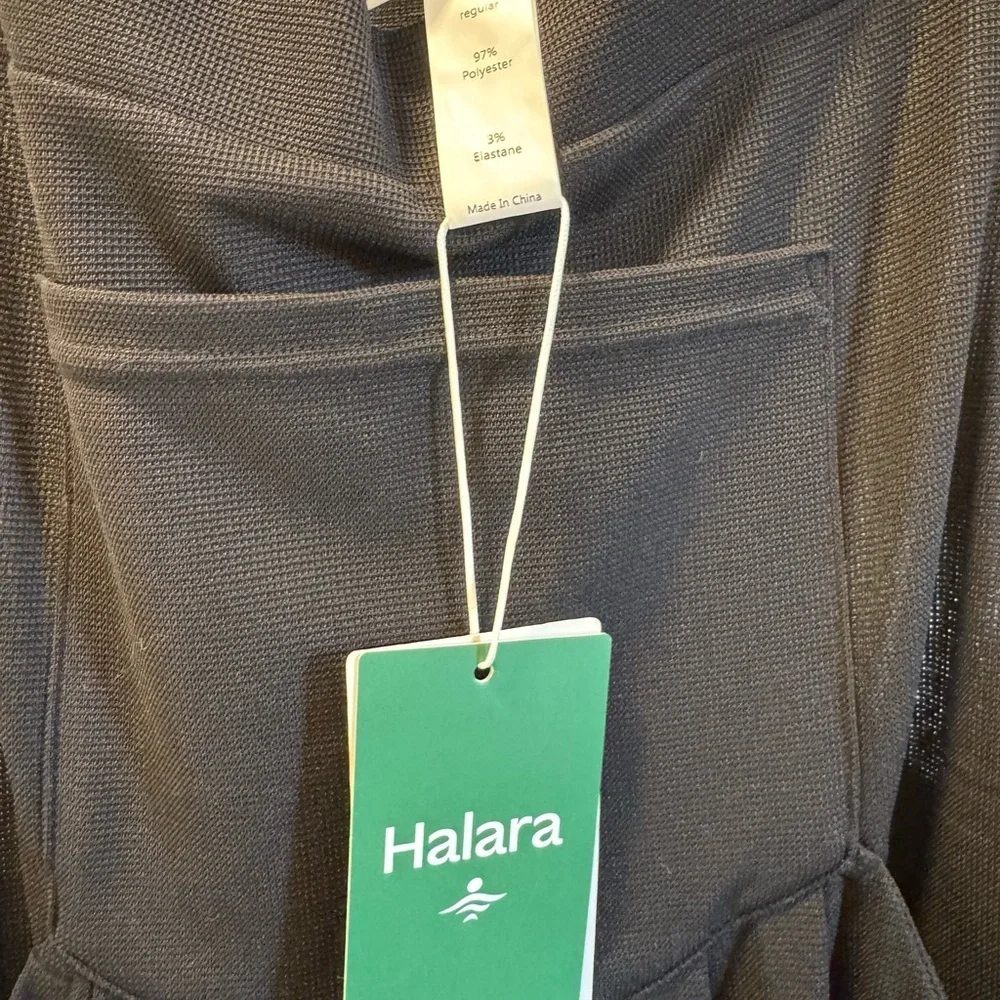 regular
97%
Polyester
3%
Elastane
Made In China
Halara